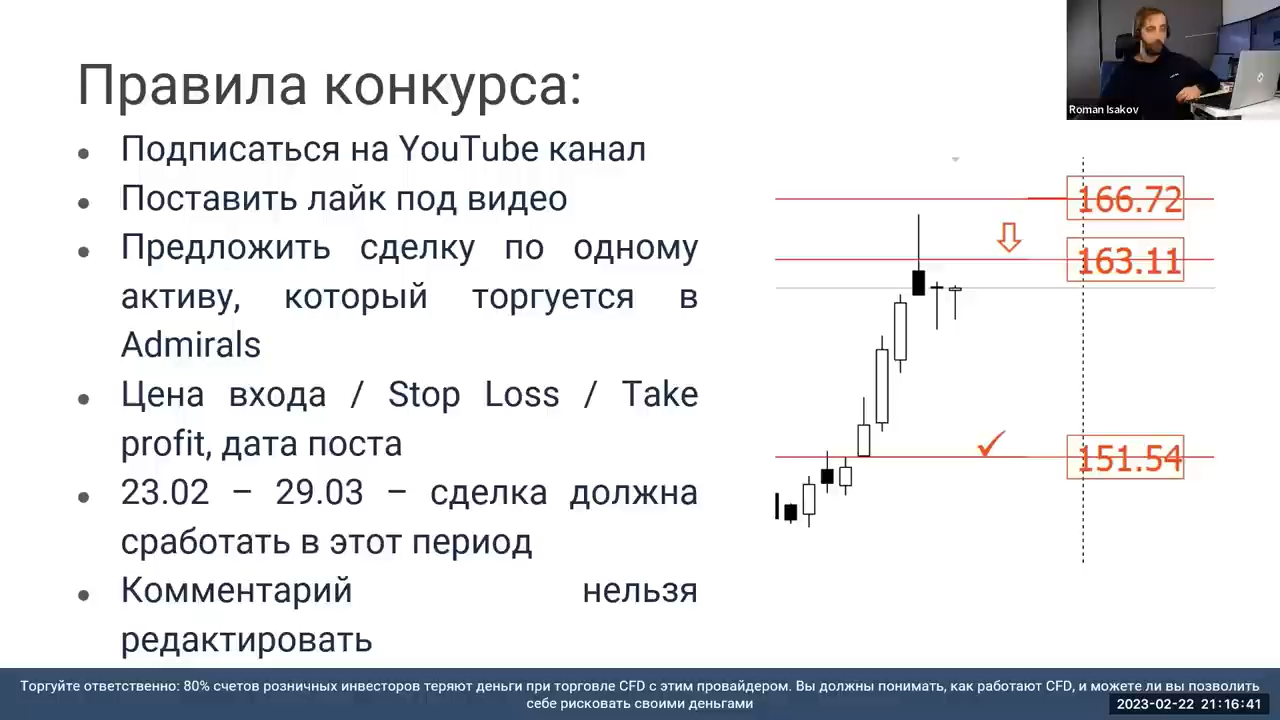 Правила конкурса:
Roman Isakov
Подписаться на YouTube канал
Поставить лайк под видео
Предложить сделку по одному
активу, который торгуется в
Admirals
Цена входа / Stop Loss / Take
profit, дата поста
23.02 – 29.03 – сделка должна
сработать в этот период
Комментарий нельзя
редактировать
166.72
163.11
151.54
Торгуйте ответственно: 80% счетов розничных инвесторов теряют деньги при торговле CFD с этим провайдером. Вы должны понимать, как работают CFD, и можете ли вы позволить
себе рисковать своими деньгами
2023-02-22 21:16:41